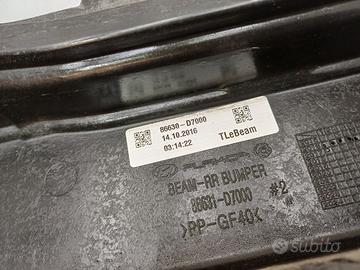 86630-D7000
14.10.2016
03:14:22
TLeBeam
BEAM-RR BUMPER
86631-D7000
#2
>PP-GF40<
subito